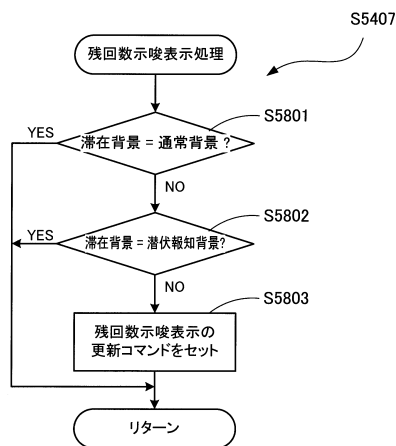 S5407
残回数示唆表示処理
S5801
YES
滞在背景 = 通常背景 ?
NO
S5802
YES
滞在背景 = 潜伏報知背景?
NO
S5803
残回数示唆表示の
更新コマンドをセット
リターン